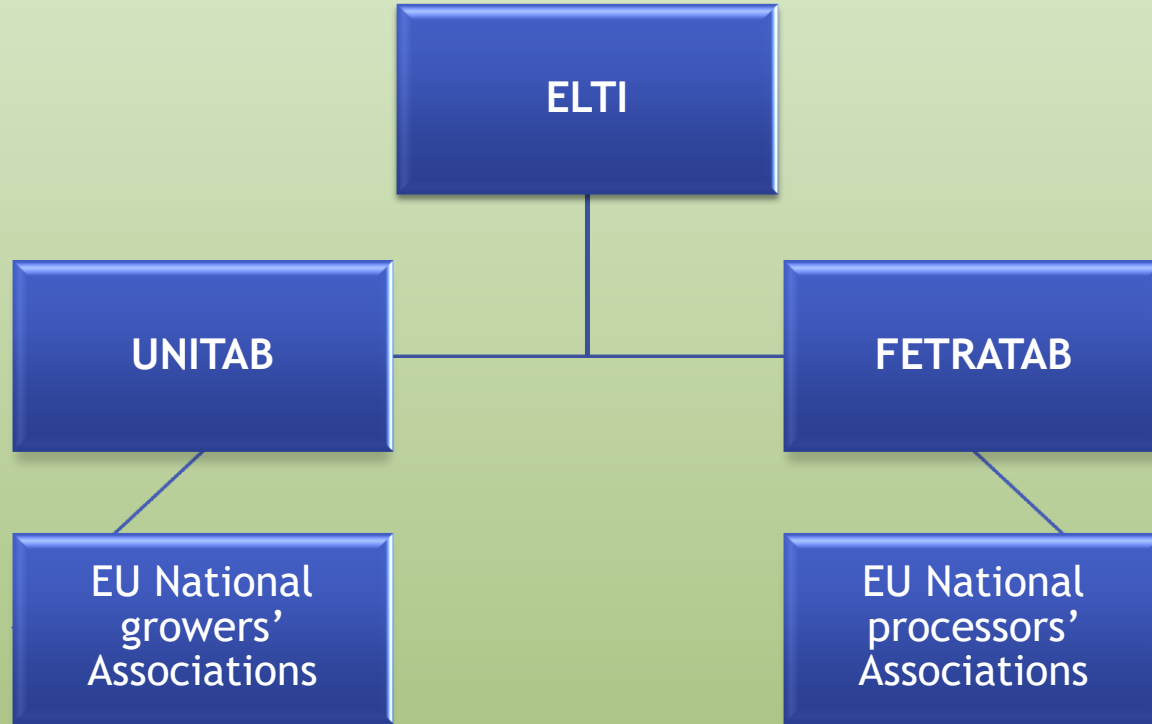 ELTI
UNITAB
FETRATAB
EU National
growers’
Associations
EU National
processors’
Associations